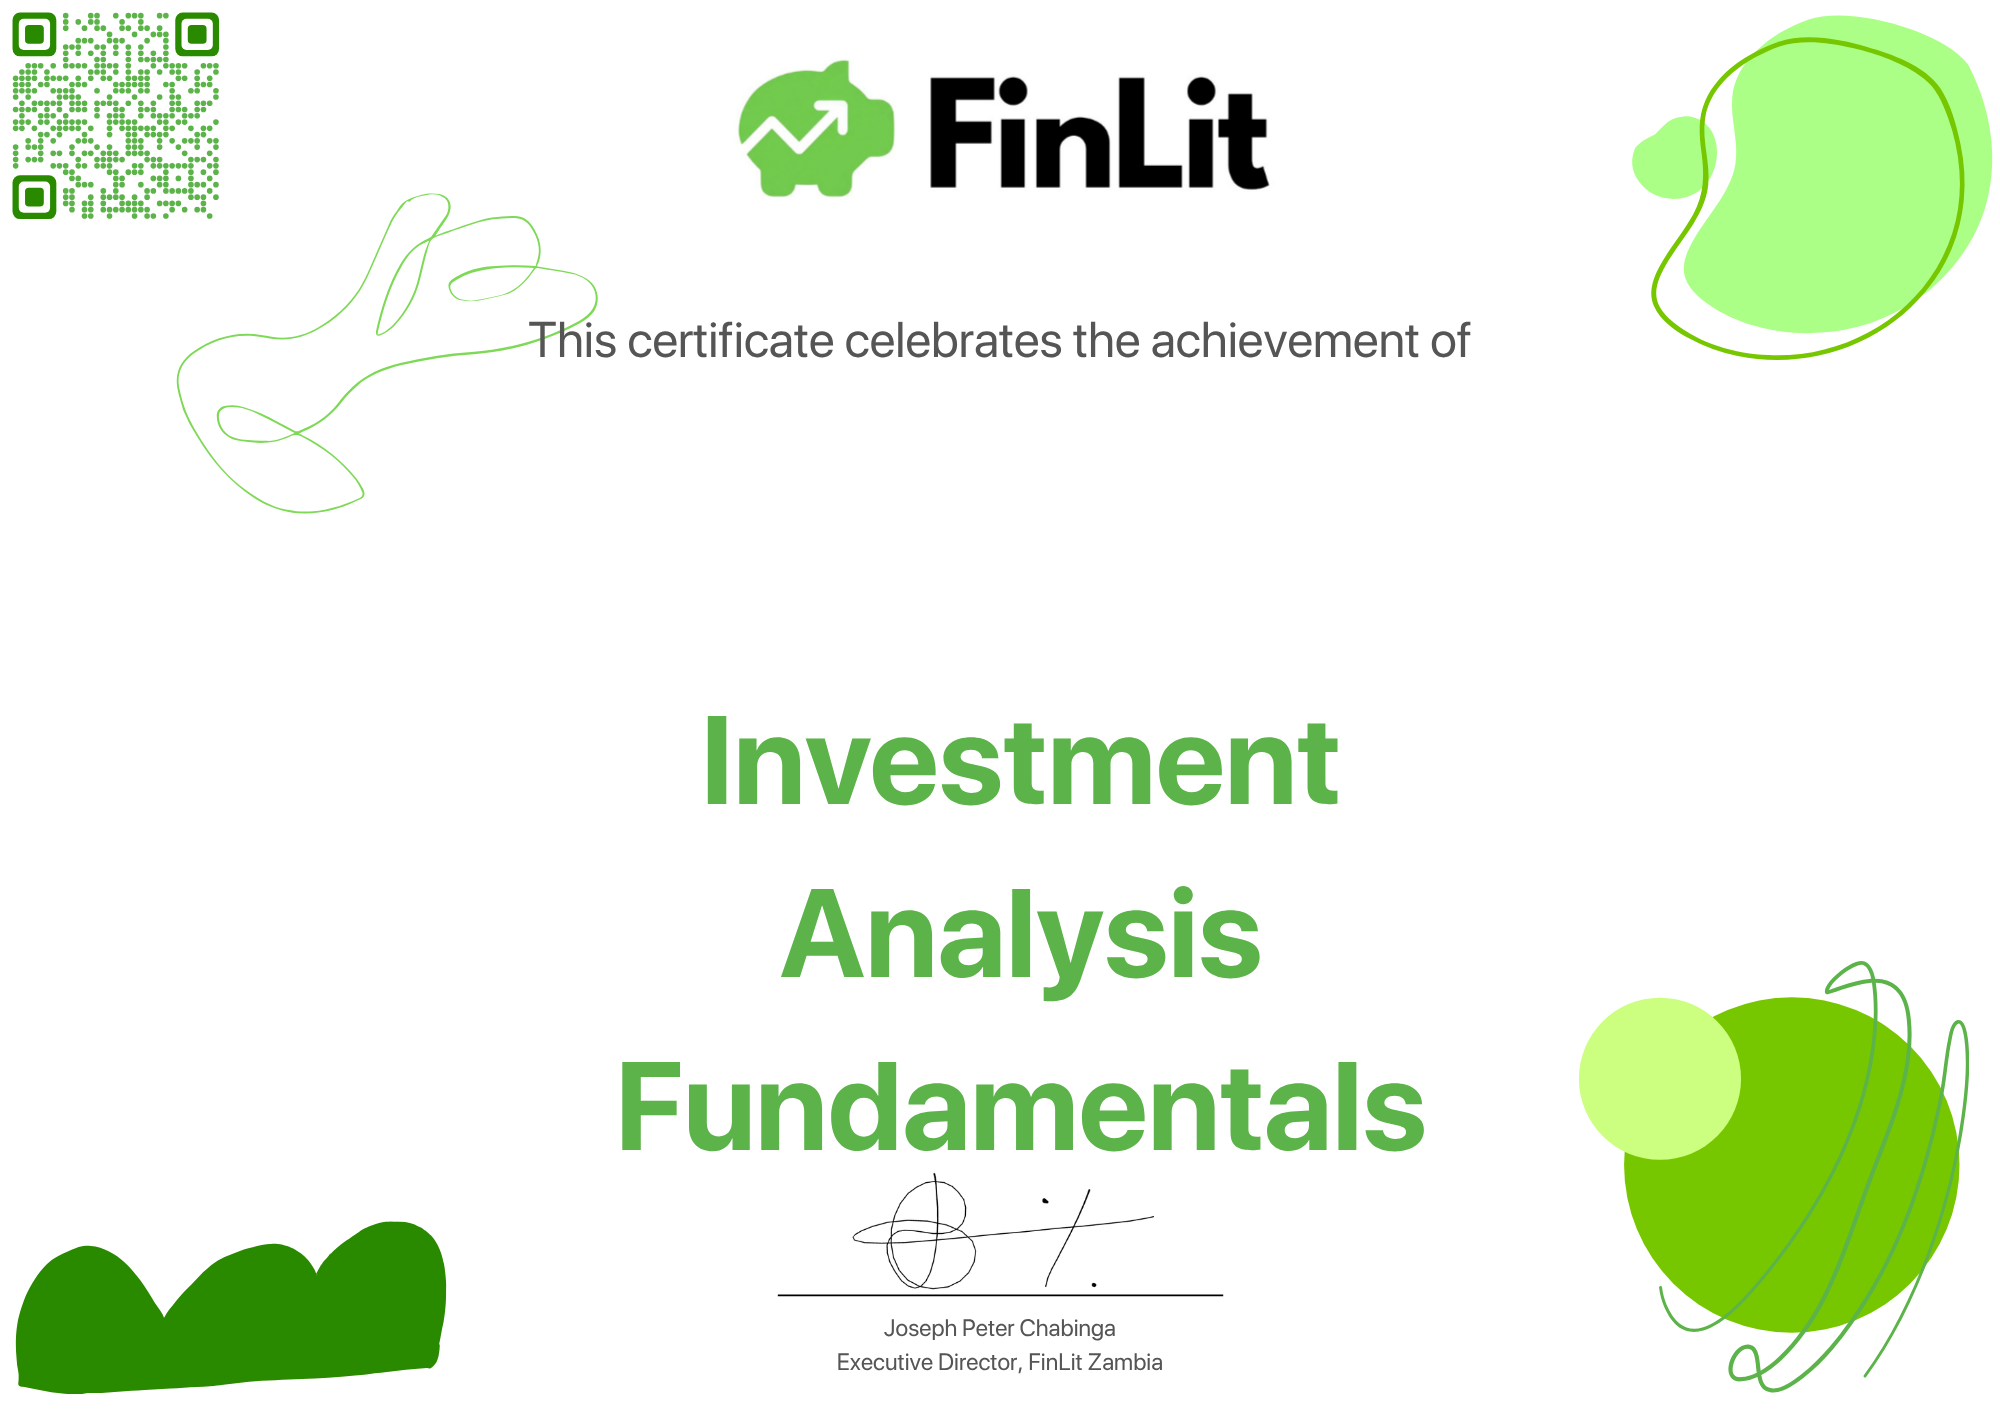 FinLit
This certificate celebrates the achievement of
Investment
Analysis
Fundamentals
Joseph Peter Chabinga
Executive Director, FinLit Zambia